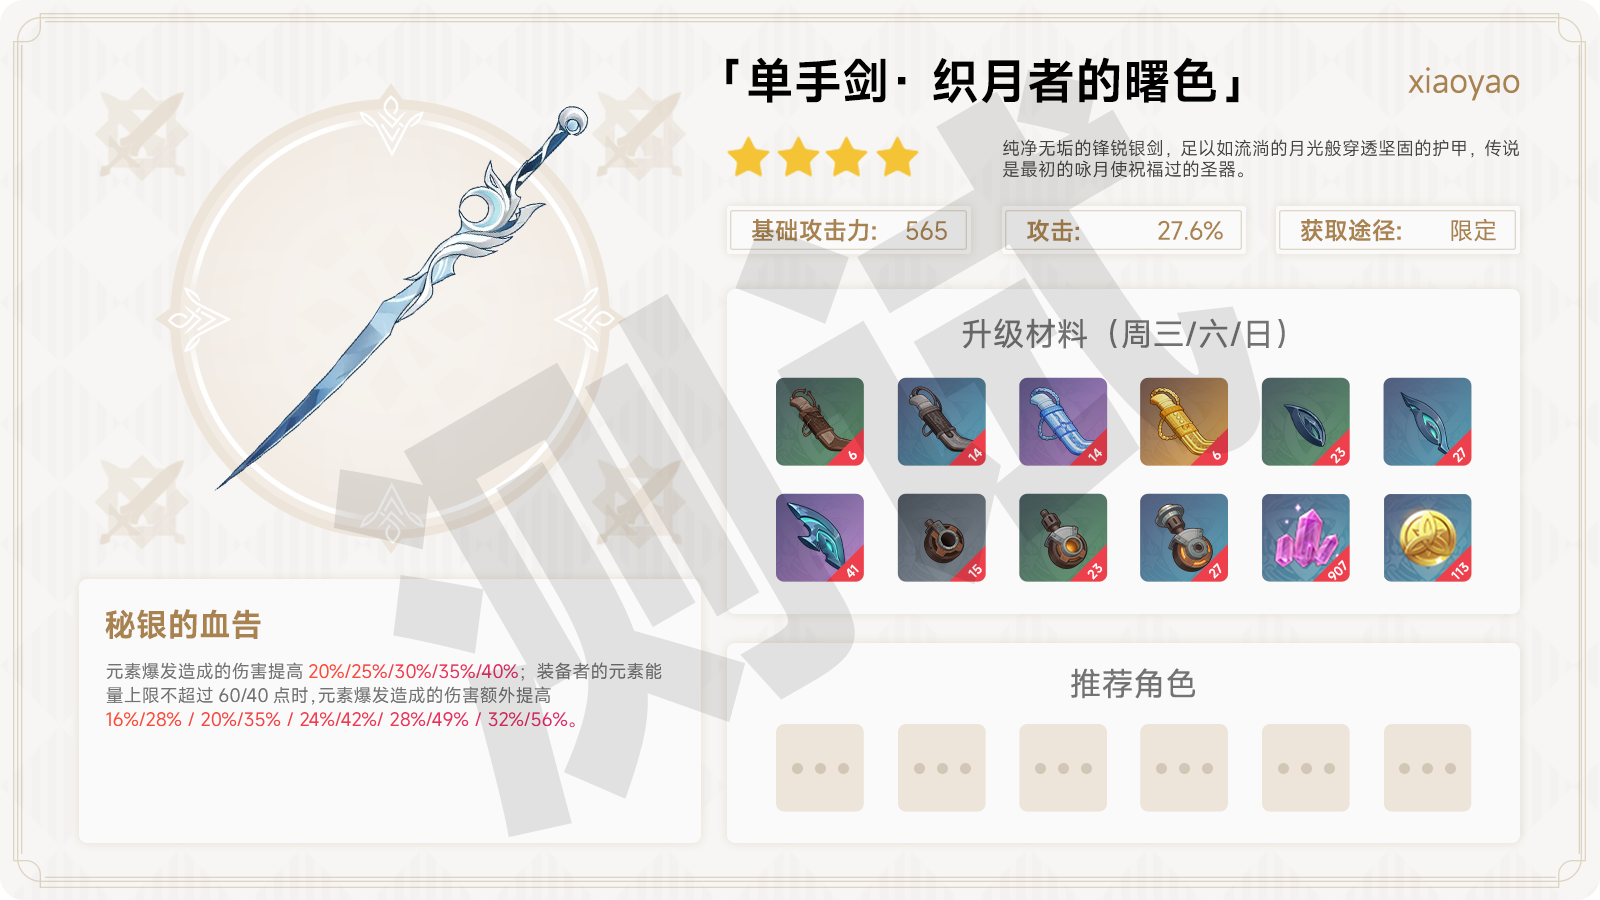 「单手剑· 织月者的曙色」
xiaoyao
纯净无垢的锋锐银剑，足以如流淌的月光般穿透坚固的护甲，传说
是最初的咏月使祝福过的圣器。
基础攻击力: 565
攻击: 27.6%
获取途径: 限定
升级材料（周三/六/日）
6
14
14
6
23
27
41
15
23
27
907
113
秘银的血告
元素爆发造成的伤害提高 20%/25%/30%/35%/40%；装备者的元素能
量上限不超过 60/40 点时,元素爆发造成的伤害额外提高
16%/28% / 20%/35% / 24%/42%/ 28%/49% / 32%/56%。
推荐角色
测试